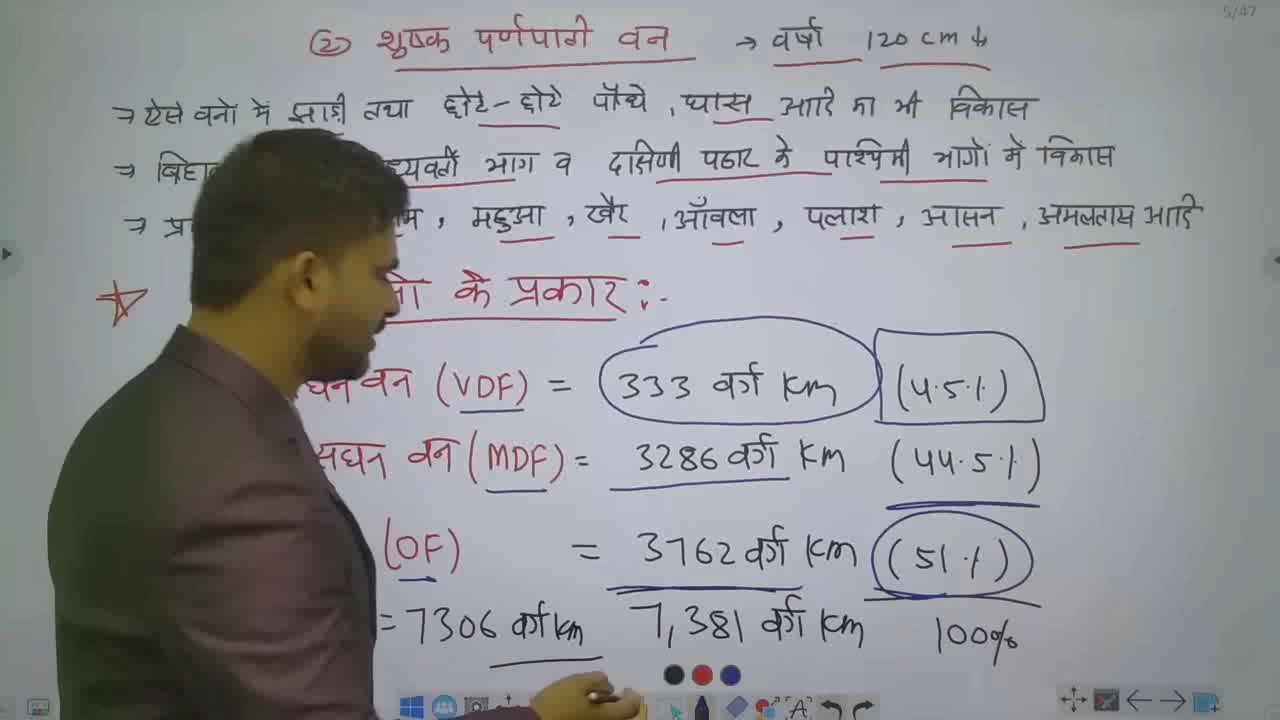 5/47
② शुष्क पर्णपाती वन → वर्षा 120 cm ↓
→ ऐसे वनों में झाड़ी तथा छोटे-छोटे पौधे, घास आदि का भी विकास
→ भाग व दक्षिणी पठार के पश्चिमी भागों में विकास
→ महुआ, खैर, आँवला, पलाश, आसन, अमलतास आदि
☆ के प्रकार:-
वन (VDF) = 333 वर्ग Km (4.5%)
सघन वन (MDF) = 3286 वर्ग Km (44.5%)
(OF) = 3762 वर्ग Km (51%)
= 7306 वर्ग km 7,381 वर्ग Km 100%